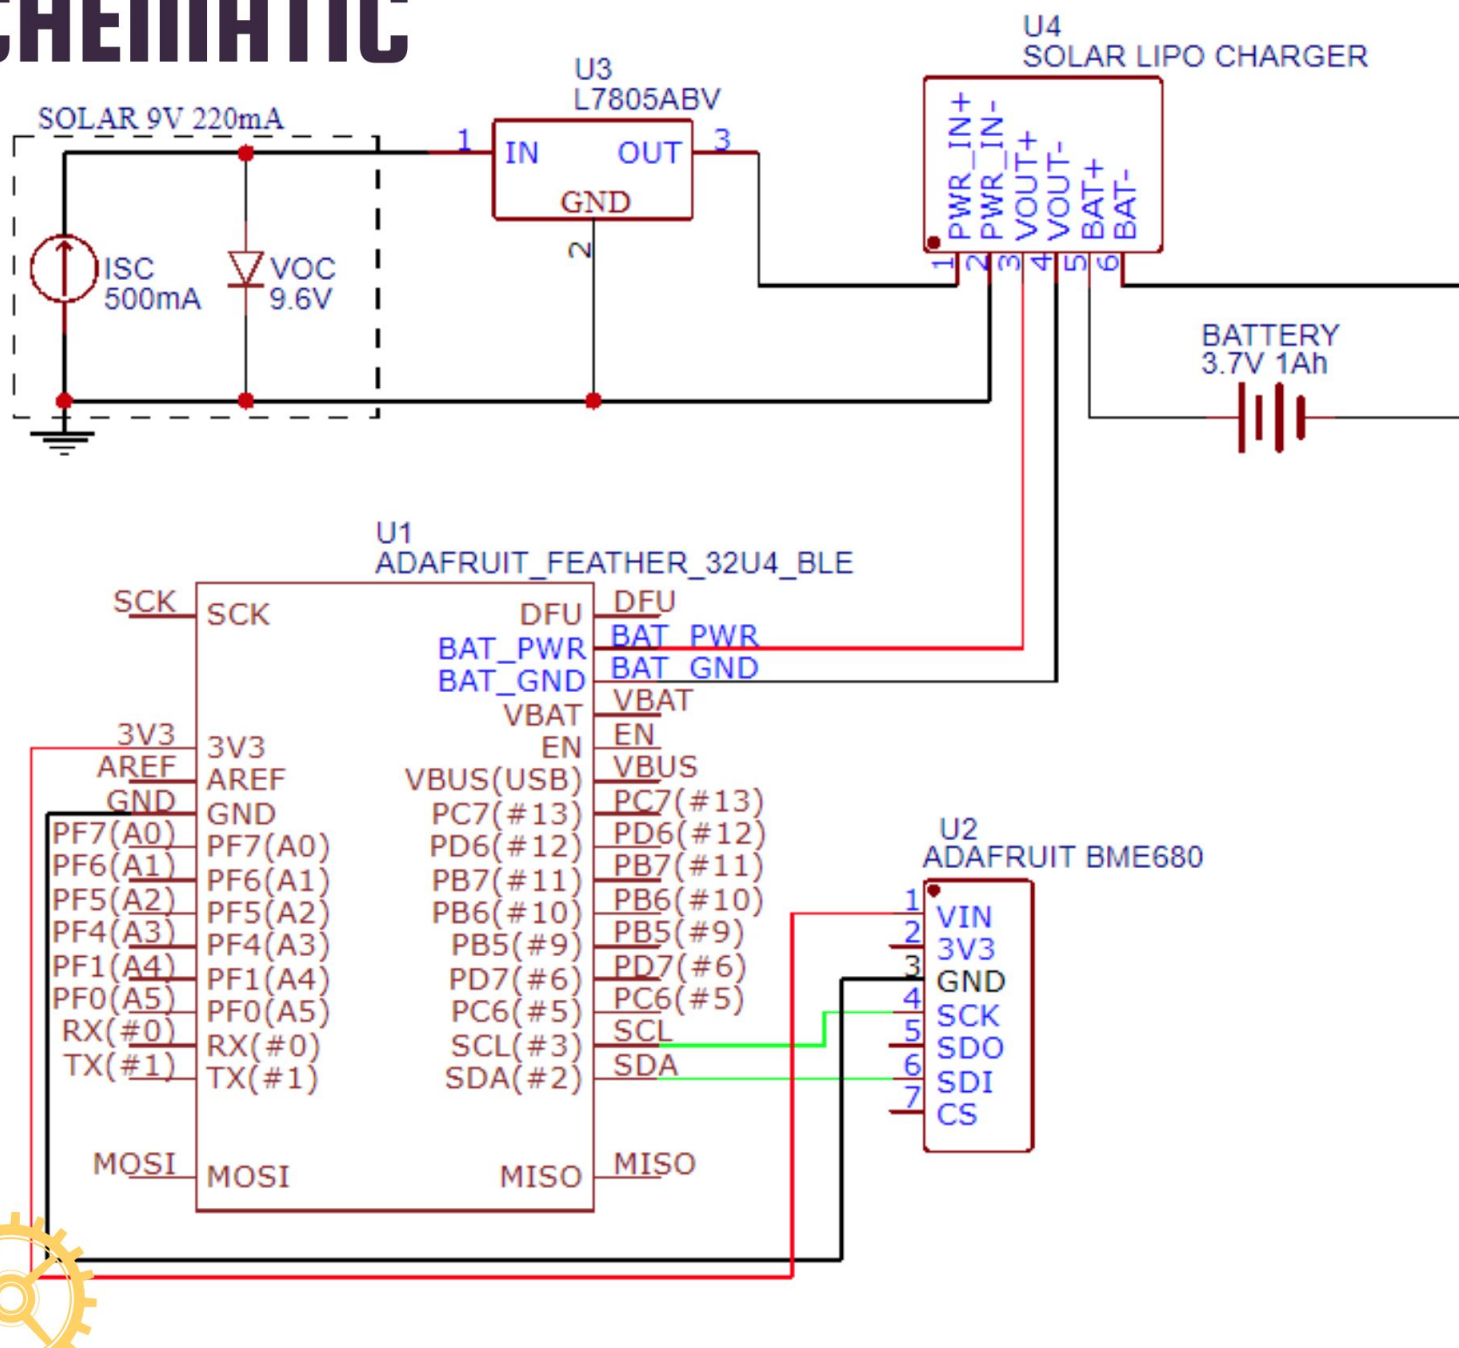 CHEMATIC
U4
SOLAR LIPO CHARGER
U3
L7805ABV
SOLAR 9V 220mA
1
IN
OUT
3
GND
2
PWR_IN+
PWR_IN-
VOUT+
VOUT-
BAT+
BAT-
1
2
3
4
5
6
ISC
500mA
VOC
9.6V
BATTERY
3.7V 1Ah
U1
ADAFRUIT_FEATHER_32U4_BLE
SCK
SCK
DFU
DFU
BAT_PWR
BAT_PWR
BAT_GND
BAT_GND
VBAT
VBAT
3V3
3V3
EN
EN
AREF
AREF
VBUS(USB)
VBUS
GND
GND
PC7(#13)
PC7(#13)
PF7(A0)
PF7(A0)
PD6(#12)
PD6(#12)
PF6(A1)
PF6(A1)
PB7(#11)
PB7(#11)
PF5(A2)
PF5(A2)
PB6(#10)
PB6(#10)
PF4(A3)
PF4(A3)
PB5(#9)
PB5(#9)
PF1(A4)
PF1(A4)
PD7(#6)
PD7(#6)
PF0(A5)
PF0(A5)
PC6(#5)
PC6(#5)
RX(#0)
RX(#0)
SCL(#3)
SCL
TX(#1)
TX(#1)
SDA(#2)
SDA
MOSI
MOSI
MISO
MISO
U2
ADAFRUIT BME680
1
VIN
2
3V3
3
GND
4
SCK
5
SDO
6
SDI
7
CS